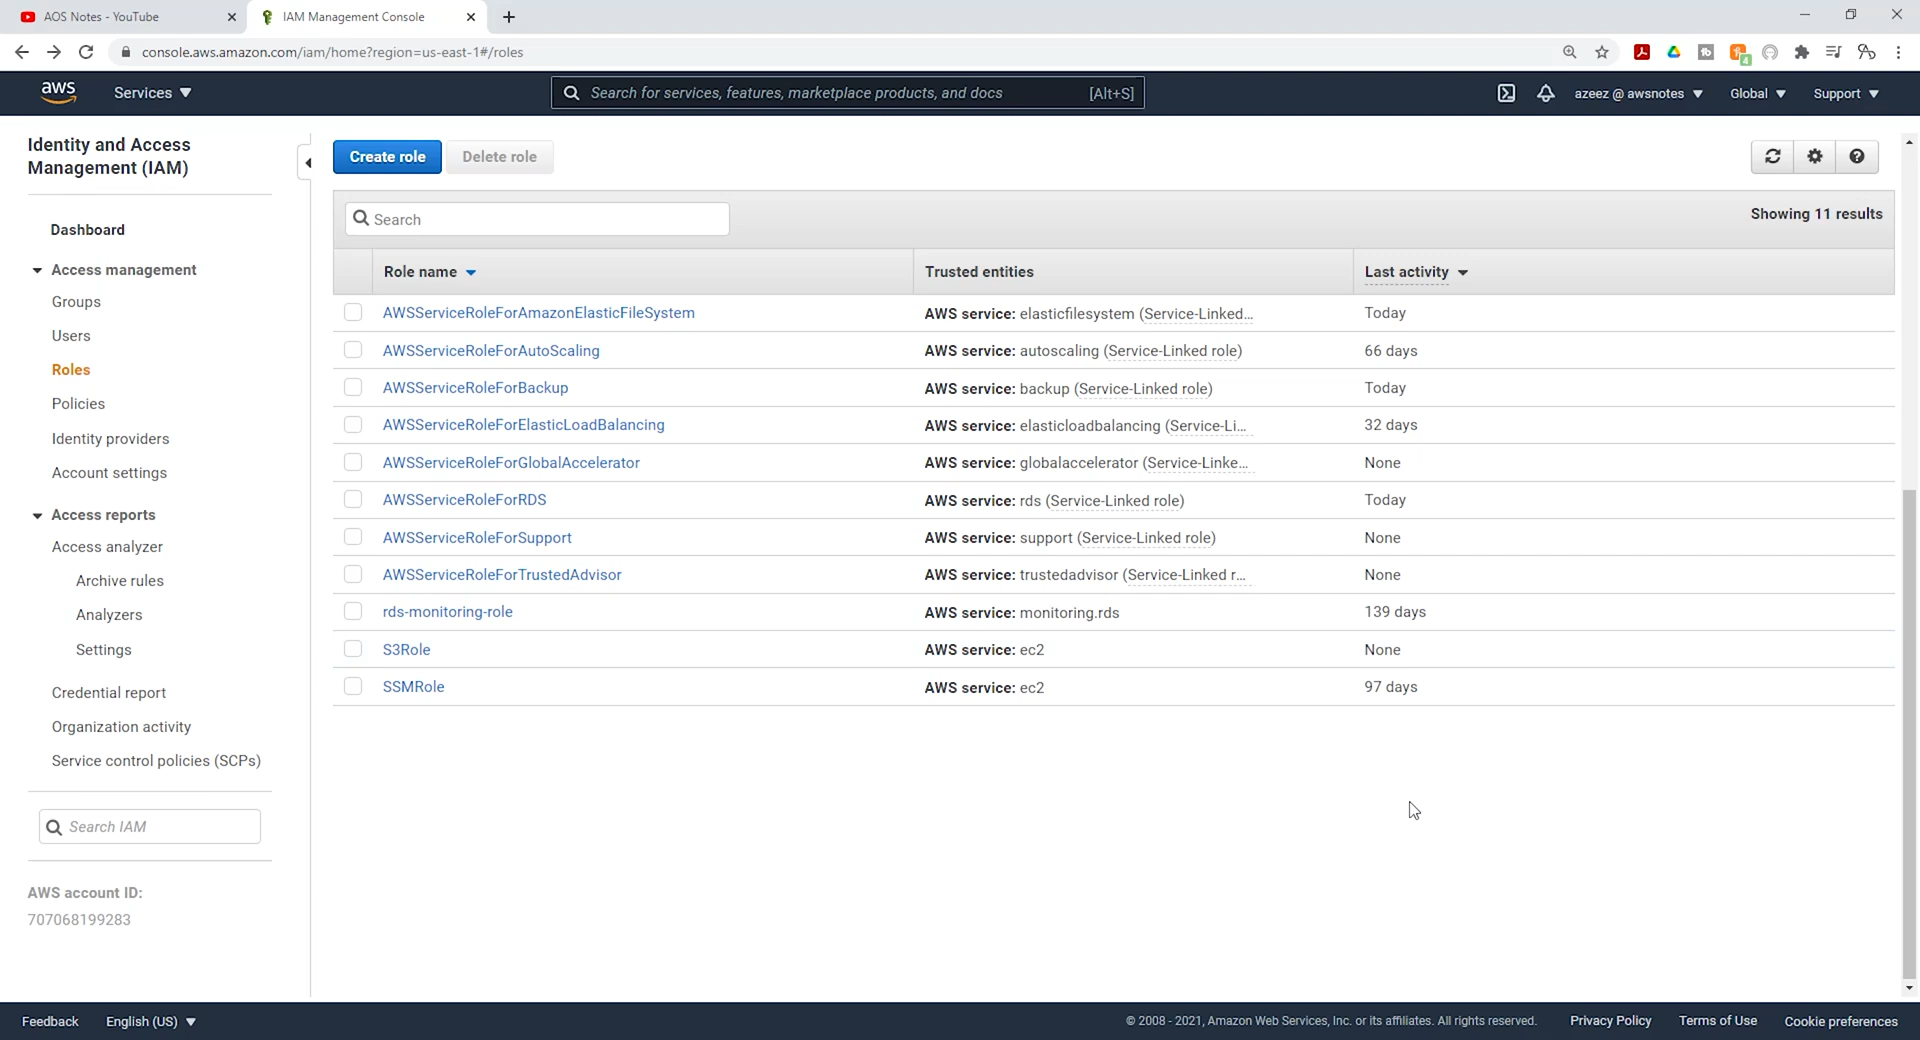 AOS Notes - YouTube
IAM Management Console
console.aws.amazon.com/iam/home?region=us-east-1#/roles
4
aws
Services
Search for services, features, marketplace products, and docs
[Alt+S]
azeez @ awsnotes
Global
Support
Identity and Access
Management (IAM)
Dashboard
Access management
Groups
Users
Roles
Policies
Identity providers
Account settings
Access reports
Access analyzer
Archive rules
Analyzers
Settings
Credential report
Organization activity
Service control policies (SCPs)
Search IAM
AWS account ID:
707068199283
Create role
Delete role
Search
Showing 11 results
Role name Trusted entities Last activity
AWSServiceRoleForAmazonElasticFileSystem AWS service: elasticfilesystem (Service-Linked... Today
AWSServiceRoleForAutoScaling AWS service: autoscaling (Service-Linked role) 66 days
AWSServiceRoleForBackup AWS service: backup (Service-Linked role) Today
AWSServiceRoleForElasticLoadBalancing AWS service: elasticloadbalancing (Service-Li... 32 days
AWSServiceRoleForGlobalAccelerator AWS service: globalaccelerator (Service-Linke... None
AWSServiceRoleForRDS AWS service: rds (Service-Linked role) Today
AWSServiceRoleForSupport AWS service: support (Service-Linked role) None
AWSServiceRoleForTrustedAdvisor AWS service: trustedadvisor (Service-Linked r... None
rds-monitoring-role AWS service: monitoring.rds 139 days
S3Role AWS service: ec2 None
SSMRole AWS service: ec2 97 days
Feedback
English (US)
© 2008 - 2021, Amazon Web Services, Inc. or its affiliates. All rights reserved.
Privacy Policy
Terms of Use
Cookie preferences